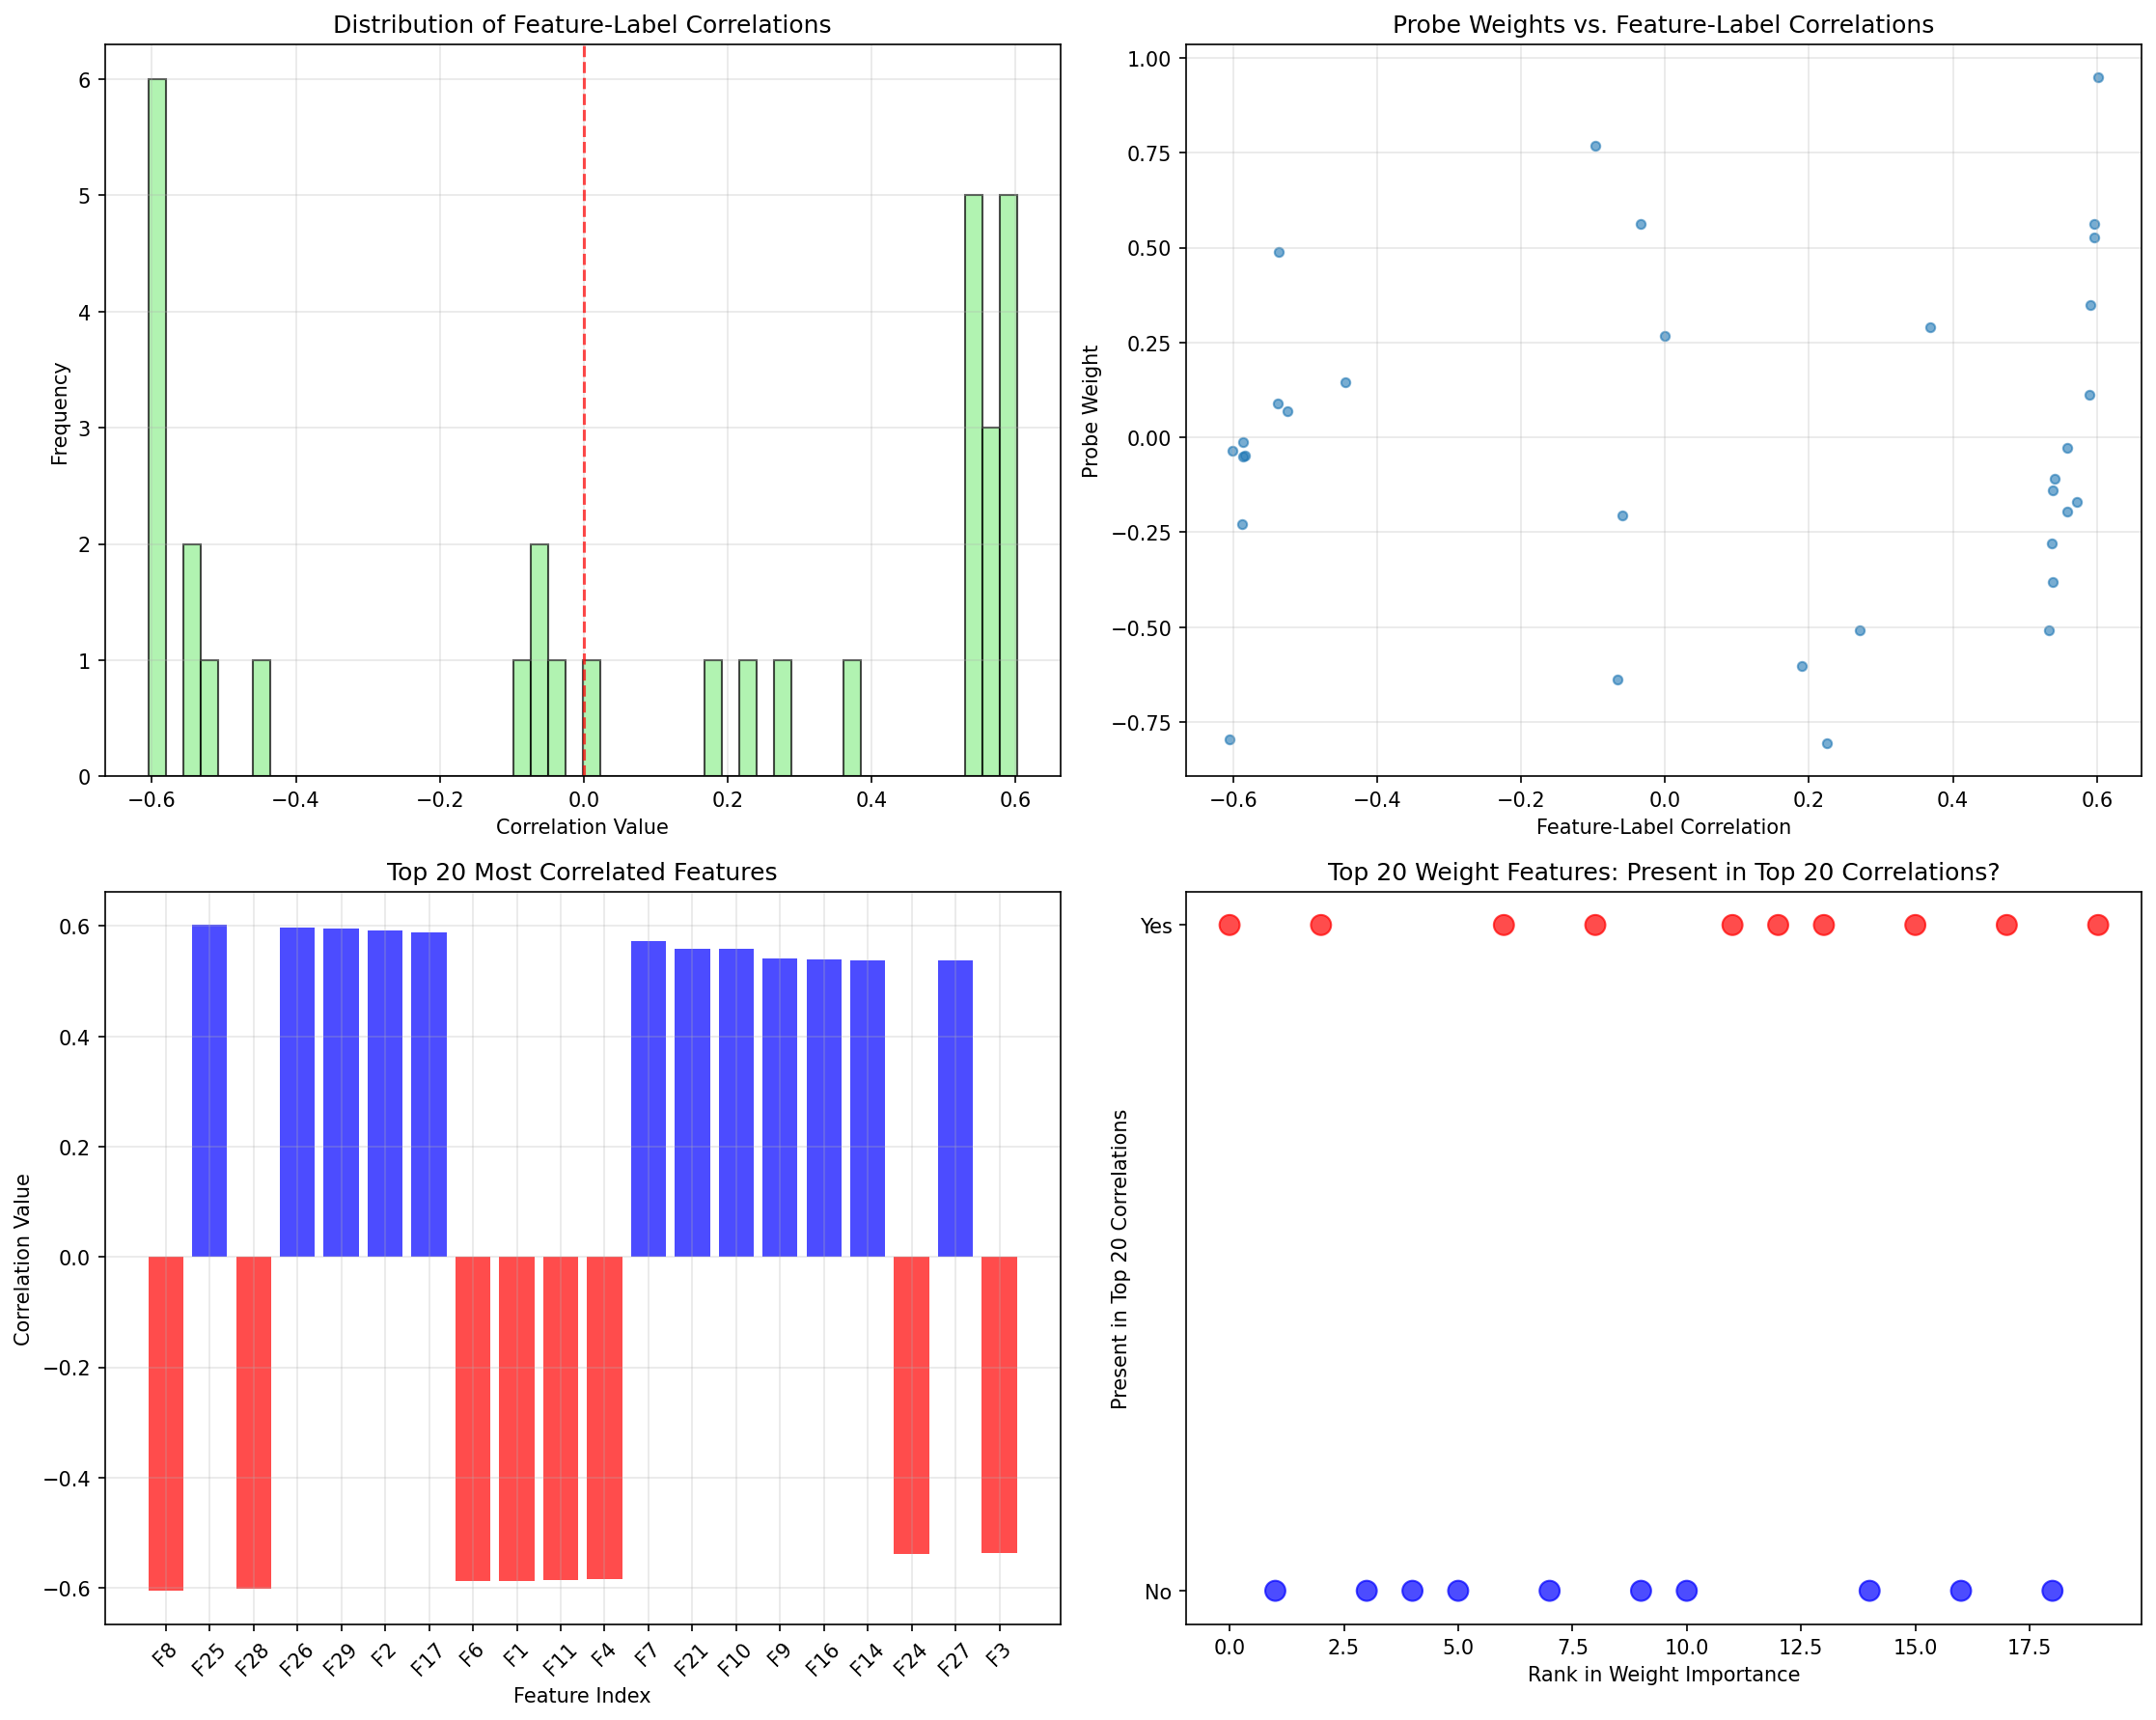 Distribution of Feature-Label Correlations
Frequency
6
5
4
3
2
1
0
−0.6 −0.4 −0.2 0.0 0.2 0.4 0.6
Correlation Value
Probe Weights vs. Feature-Label Correlations
Probe Weight
1.00
0.75
0.50
0.25
0.00
−0.25
−0.50
−0.75
−0.6 −0.4 −0.2 0.0 0.2 0.4 0.6
Feature-Label Correlation
Top 20 Most Correlated Features
Correlation Value
0.6
0.4
0.2
0.0
−0.2
−0.4
−0.6
F8 F25 F28 F26 F29 F2 F17 F6 F1 F11 F4 F7 F21 F10 F9 F16 F14 F24 F27 F3
Feature Index
Top 20 Weight Features: Present in Top 20 Correlations?
Present in Top 20 Correlations
Yes
No
0.0 2.5 5.0 7.5 10.0 12.5 15.0 17.5
Rank in Weight Importance